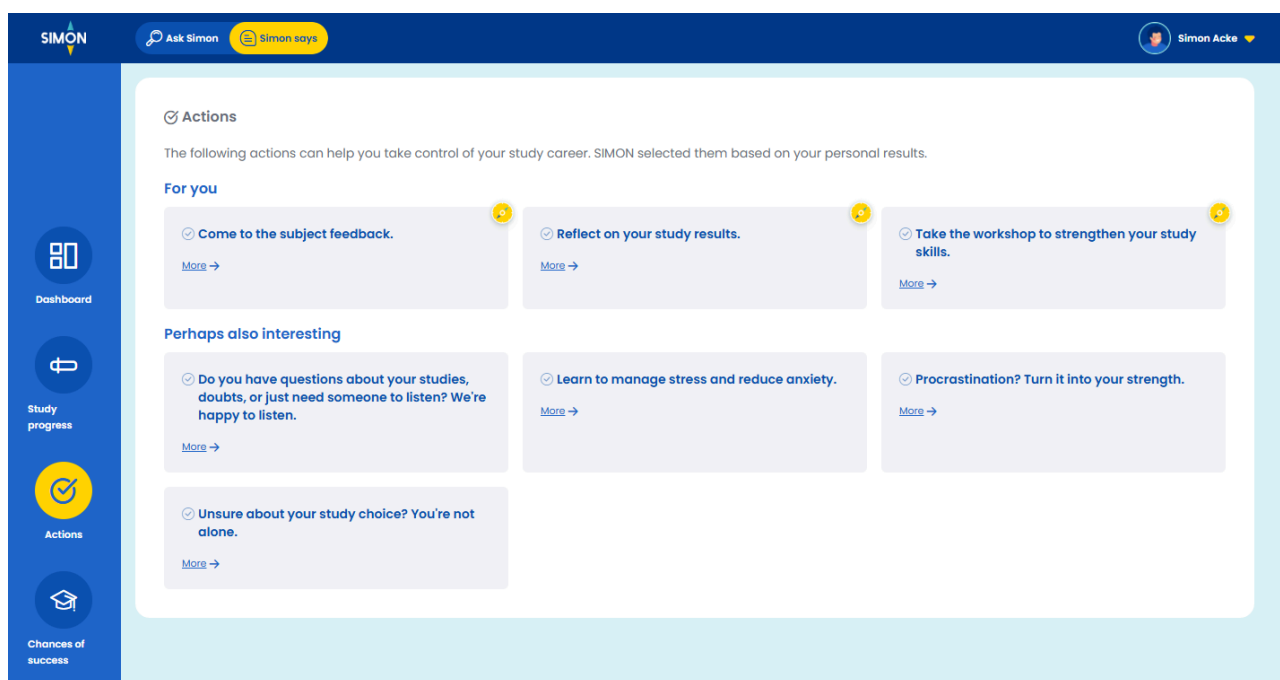 SIMON
Ask Simon
Simon says
Simon Acke
Actions
The following actions can help you take control of your study career. SIMON selected them based on your personal results.
For you
Come to the subject feedback.
More →
Reflect on your study results.
More →
Take the workshop to strengthen your study
skills.
More →
Perhaps also interesting
Do you have questions about your studies,
doubts, or just need someone to listen? We're
happy to listen.
More →
Learn to manage stress and reduce anxiety.
More →
Procrastination? Turn it into your strength.
More →
Unsure about your study choice? You're not
alone.
More →
Dashboard
Study
progress
Actions
Chances of
success